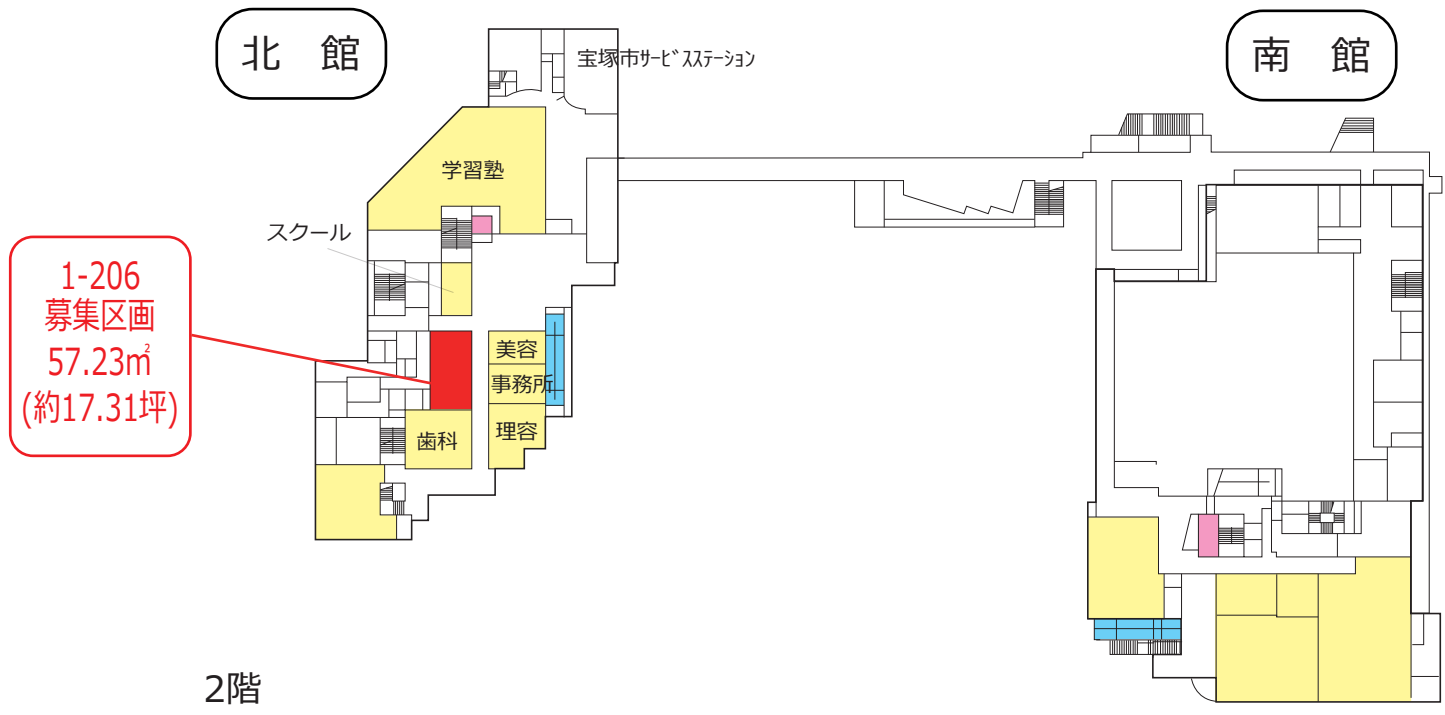 北　館
南　館
宝塚市サービスステーション
学習塾
スクール
1-206
募集区画
57.23㎡
(約17.31坪)
美容
事務所
理容
歯科
2階